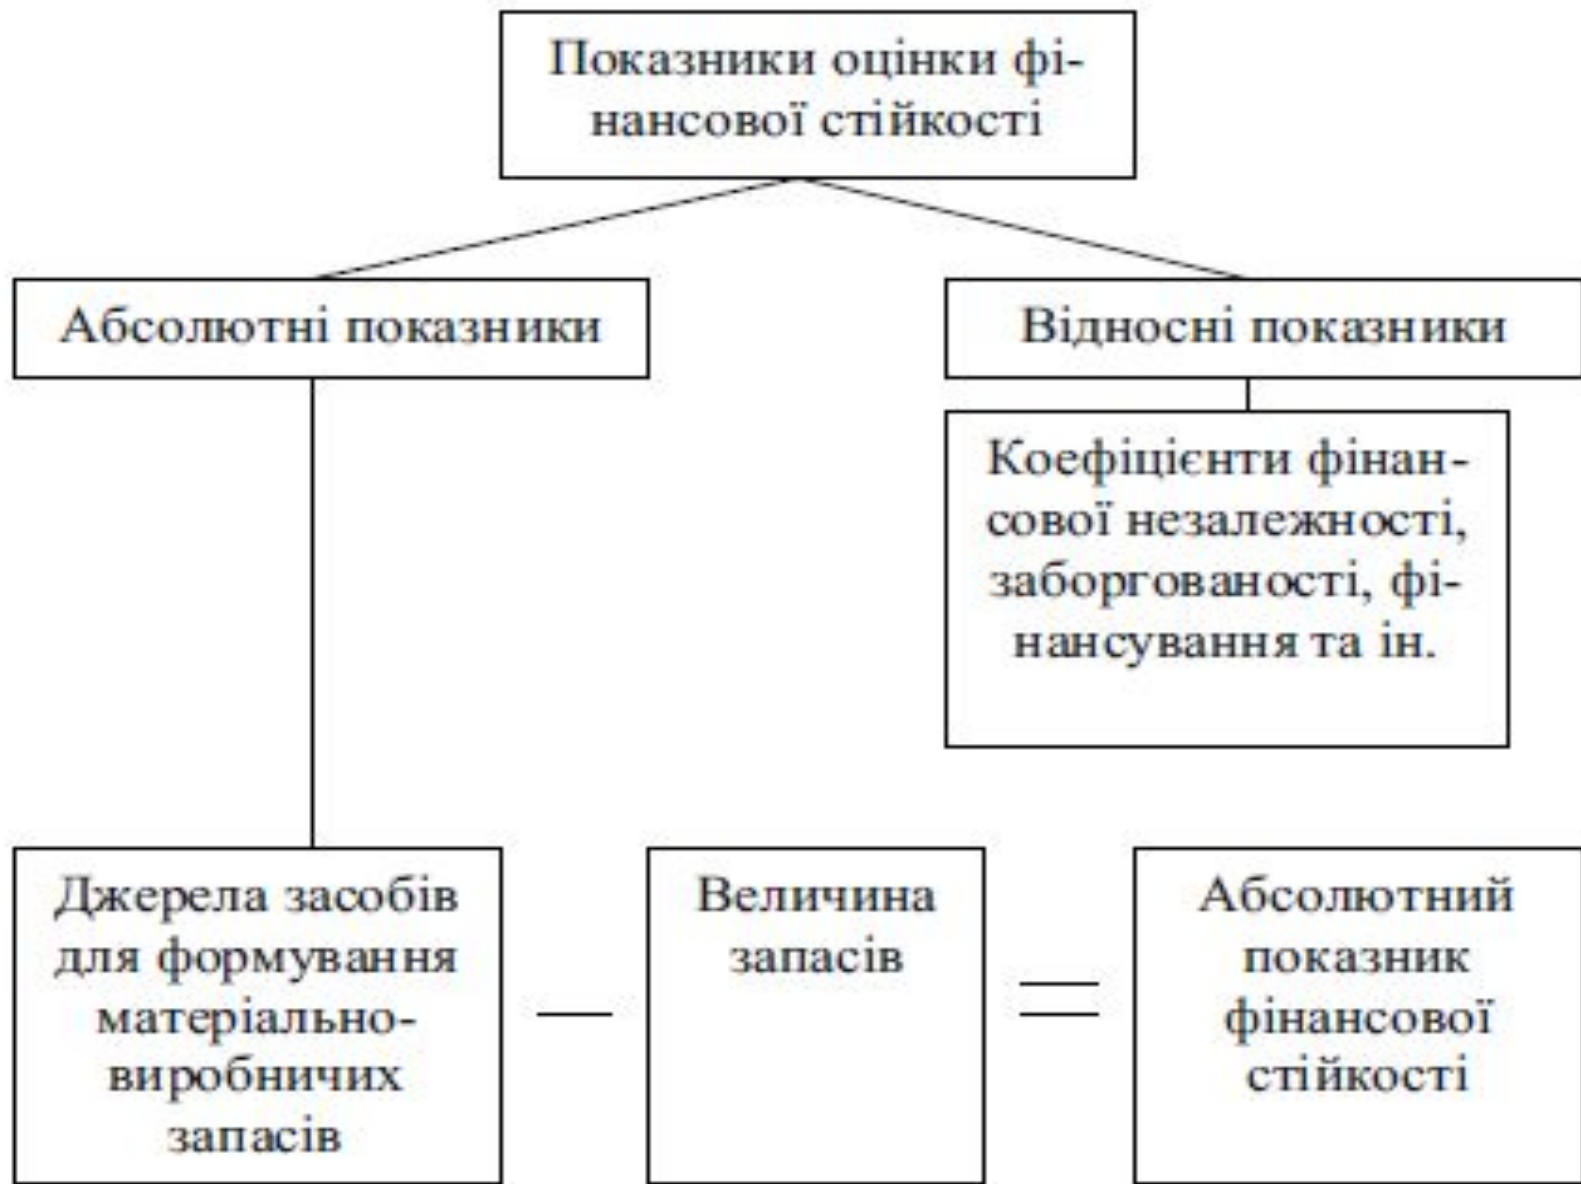 Показники оцінки фі-
нансової стійкості
Абсолютні показники
Відносні показники
Коефіцієнти фінан-
сової незалежності,
заборгованості, фі-
нансування та ін.
Джерела засобів
для формування
матеріально-
виробничих
запасів
—
Величина
запасів
=
Абсолютний
показник
фінансової
стійкості